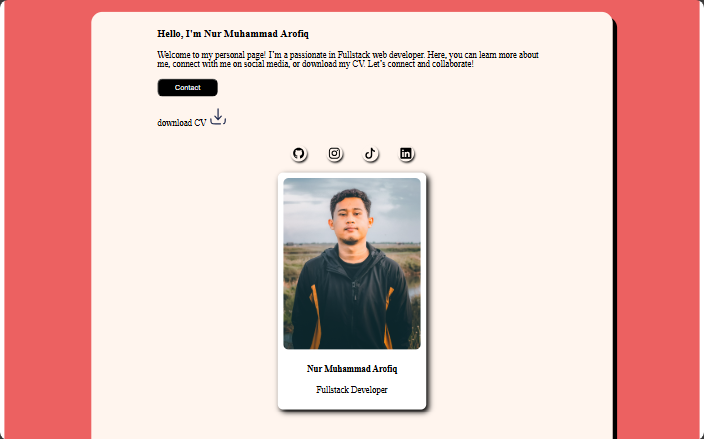 Hello, I'm Nur Muhammad Arofiq
Welcome to my personal page! I'm a passionate in Fullstack web developer. Here, you can learn more about
me, connect with me on social media, or download my CV. Let's connect and collaborate!
Contact
download CV
Nur Muhammad Arofiq
Fullstack Developer